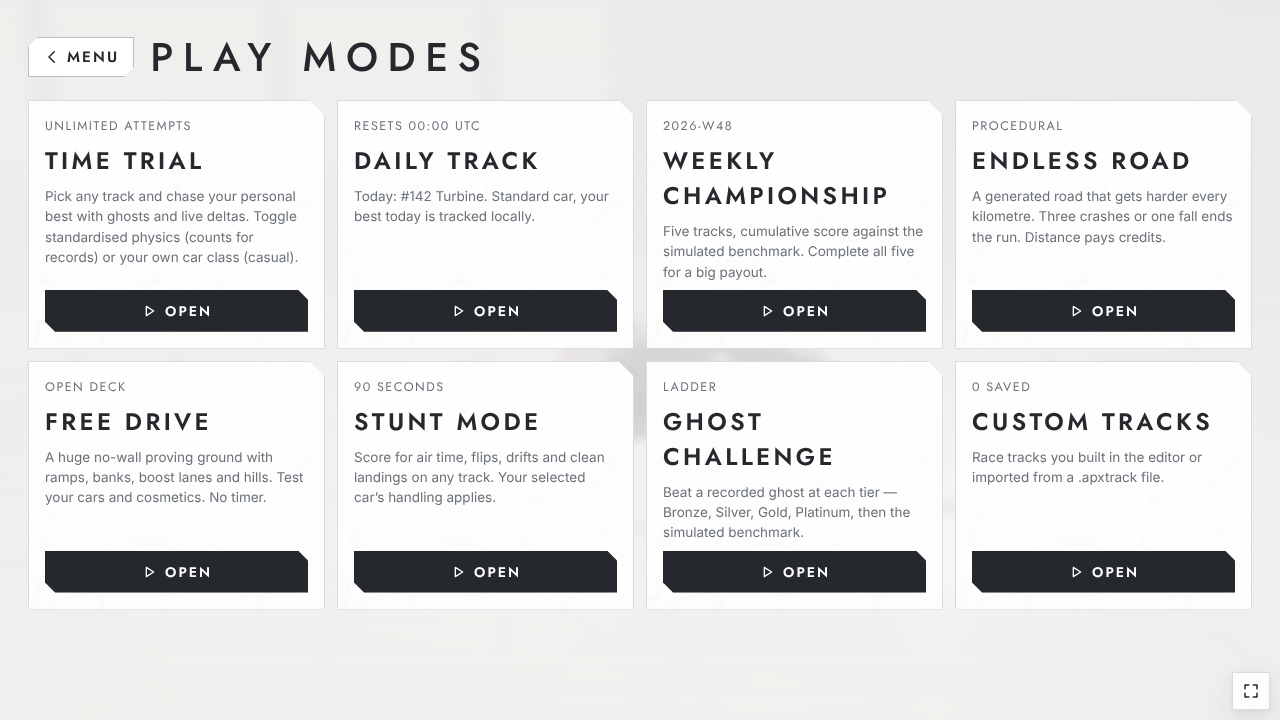 MENU
PLAY MODES
UNLIMITED ATTEMPTS
TIME TRIAL
Pick any track and chase your personal
best with ghosts and live deltas. Toggle
standardised physics (counts for
records) or your own car class (casual).
OPEN
RESETS 00:00 UTC
DAILY TRACK
Today: #142 Turbine. Standard car, your
best today is tracked locally.
OPEN
2026-W48
WEEKLY
CHAMPIONSHIP
Five tracks, cumulative score against the
simulated benchmark. Complete all five
for a big payout.
OPEN
PROCEDURAL
ENDLESS ROAD
A generated road that gets harder every
kilometre. Three crashes or one fall ends
the run. Distance pays credits.
OPEN
OPEN DECK
FREE DRIVE
A huge no-wall proving ground with
ramps, banks, boost lanes and hills. Test
your cars and cosmetics. No timer.
OPEN
90 SECONDS
STUNT MODE
Score for air time, flips, drifts and clean
landings on any track. Your selected
car's handling applies.
OPEN
LADDER
GHOST
CHALLENGE
Beat a recorded ghost at each tier —
Bronze, Silver, Gold, Platinum, then the
simulated benchmark.
OPEN
0 SAVED
CUSTOM TRACKS
Race tracks you built in the editor or
imported from a .apxtrack file.
OPEN